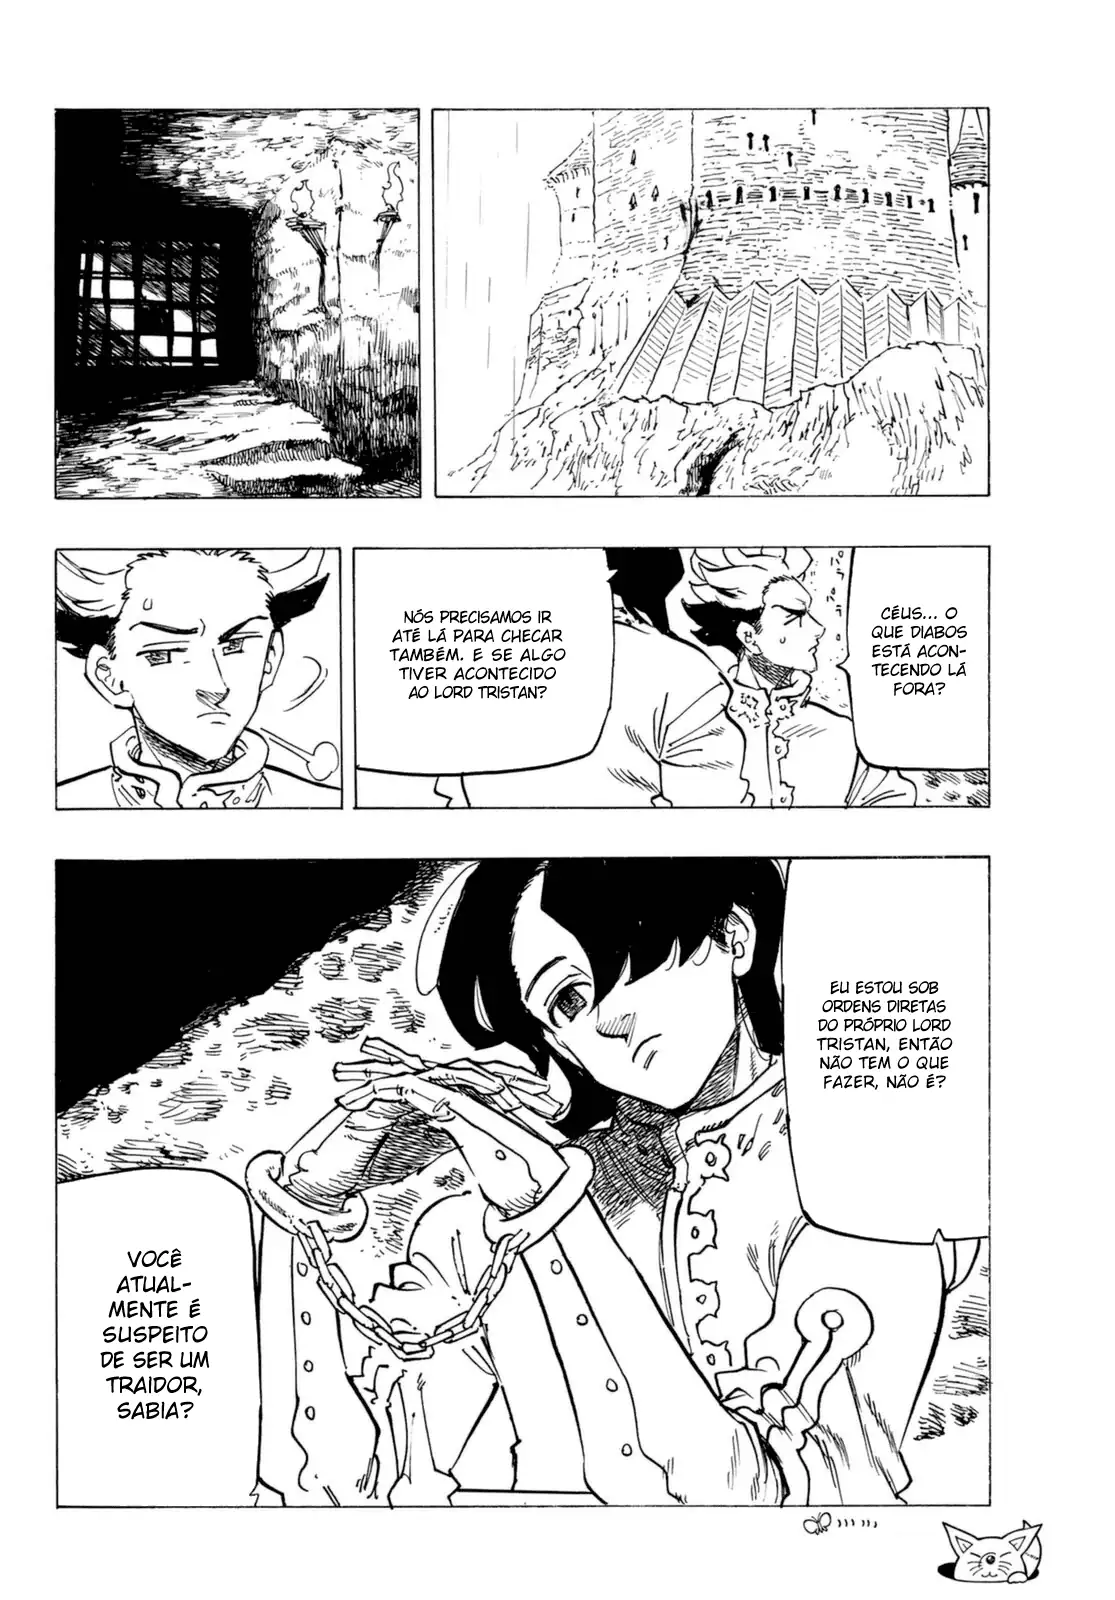 CÉUS... O
QUE DIABOS
ESTÁ ACON-
TECENDO LÁ
FORA?
NÓS PRECISAMOS IR
ATÉ LÁ PARA CHECAR
TAMBÉM. E SE ALGO
TIVER ACONTECIDO
AO LORD TRISTAN?
EU ESTOU SOB
ORDENS DIRETAS
DO PRÓPRIO LORD
TRISTAN, ENTÃO
NÃO TEM O QUE
FAZER, NÃO É?
VOCÊ
ATUAL-
MENTE É
SUSPEITO
DE SER UM
TRAIDOR,
SABIA?